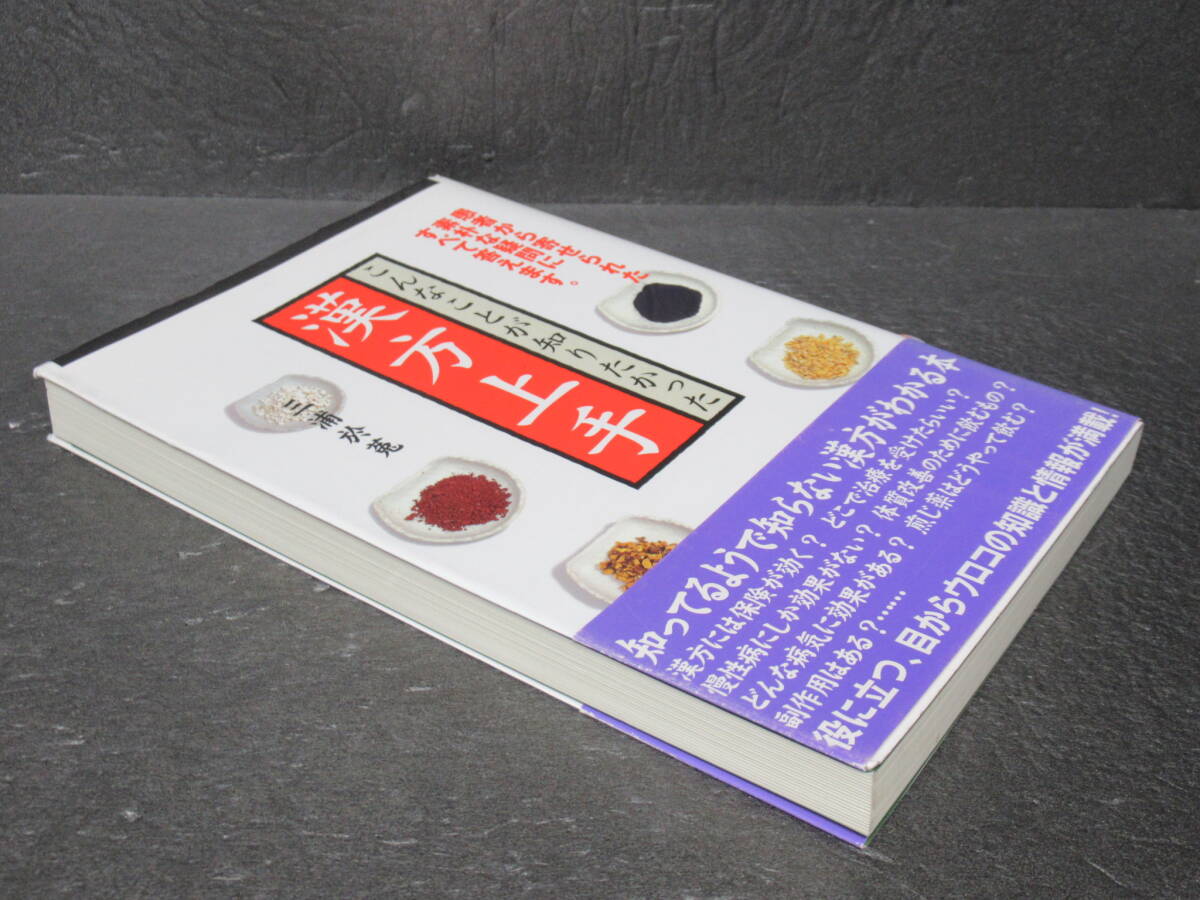 患者から寄せられた
素朴な疑問に
すべて答えます。
こんなことが知りたかった
漢方上手
三浦於菟
知ってるようで知らない漢方がわかる本
漢方には保険が効く? どこで治療を受けたらいい?
慢性病にしか効果がない? 体質改善のために飲むもの?
どんな病気に効果がある? 煎じ薬はどうやって飲む?
副作用はある?……
役に立つ、目からウロコの知識と情報が満載!